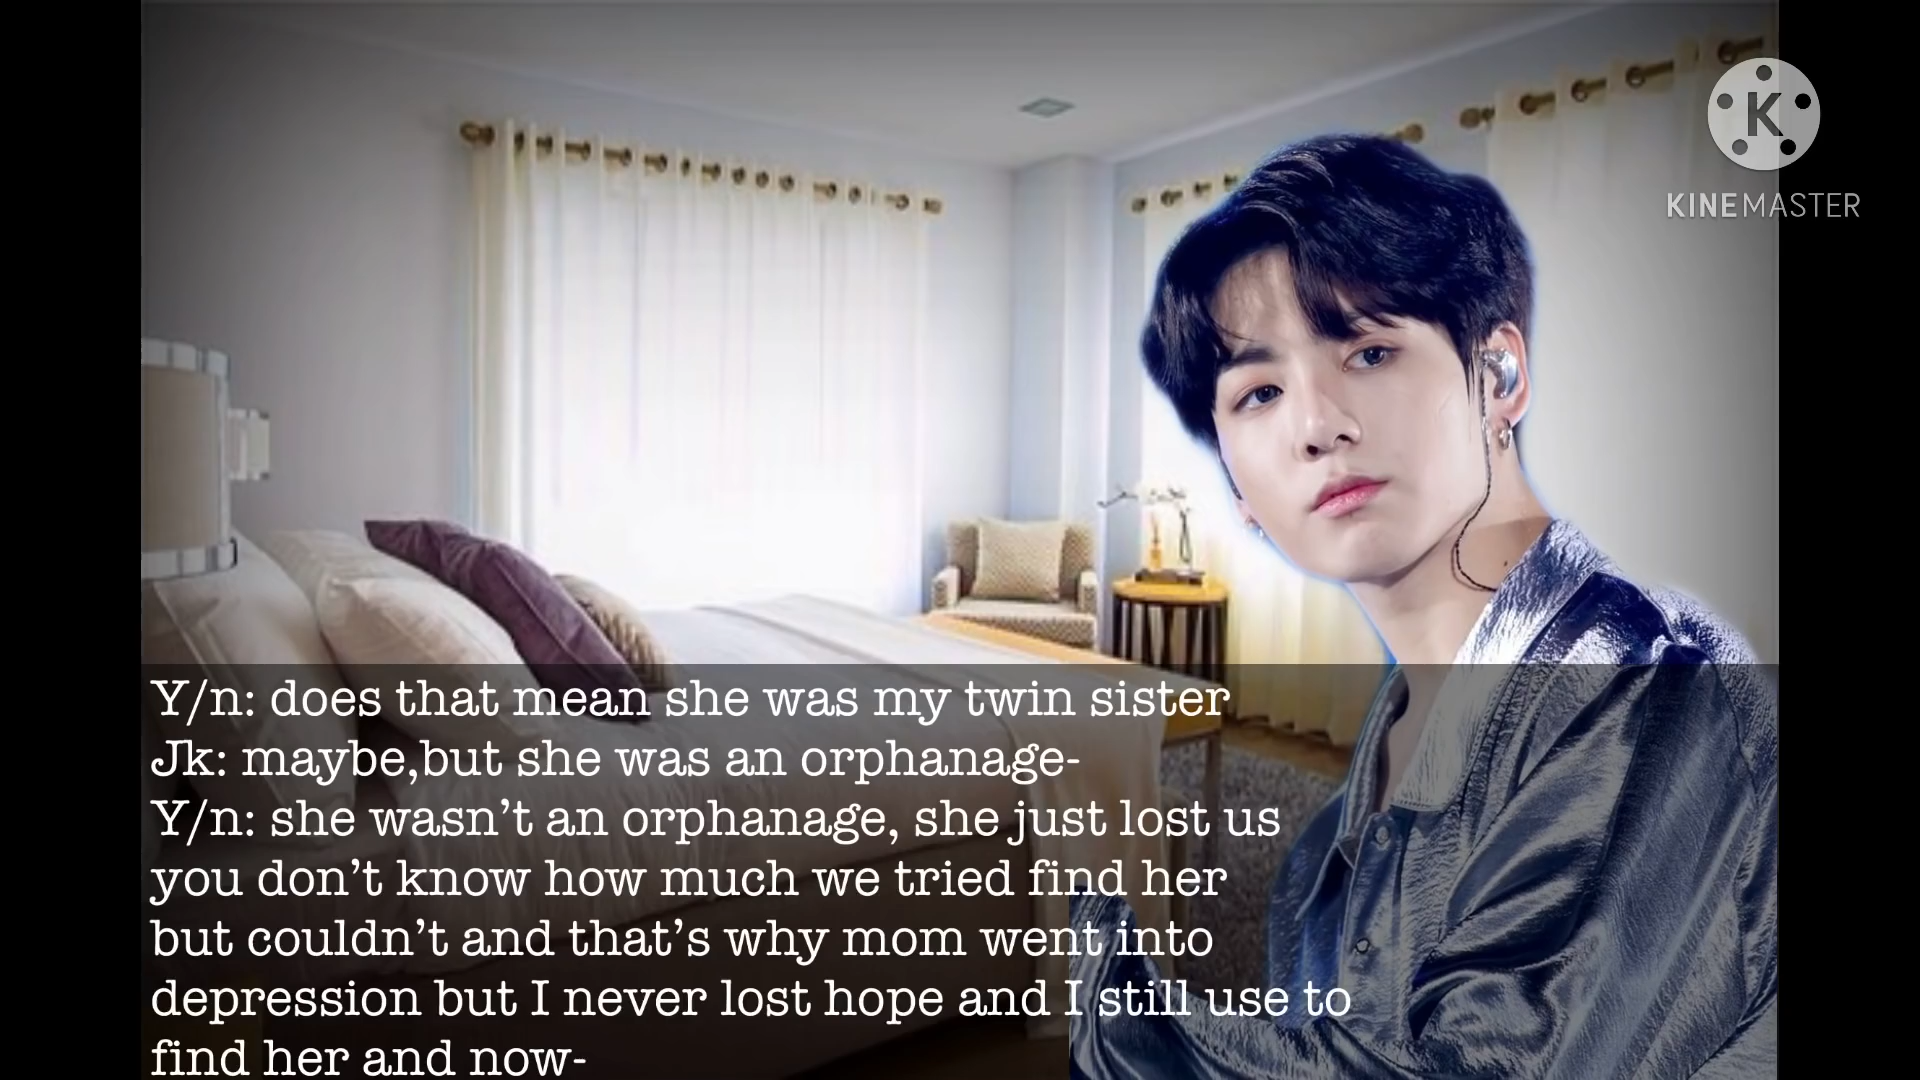 K
KINEMASTER
Y/n: does that mean she was my twin sister
Jk: maybe,but she was an orphanage-
Y/n: she wasn't an orphanage, she just lost us
you don't know how much we tried find her
but couldn't and that's why mom went into
depression but I never lost hope and I still use to
find her and now-